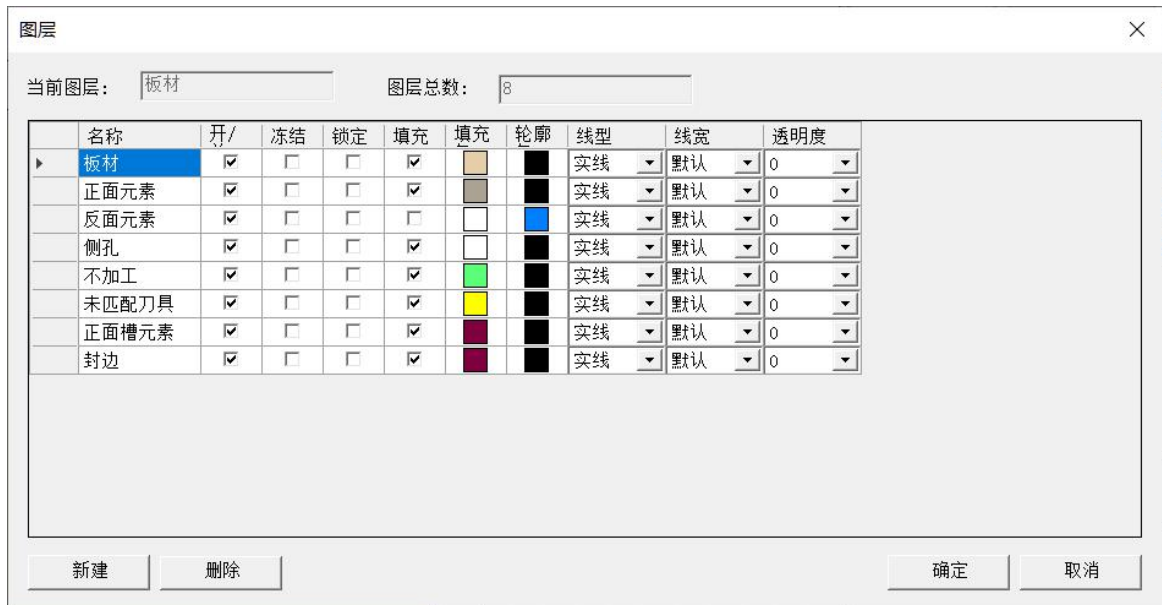 图层
当前图层： 板材 图层总数： 8
名称 开/ 冻结 锁定 填充 填充 轮廓 线型 线宽 透明度
板材 实线 默认 0
正面元素 实线 默认 0
反面元素 实线 默认 0
侧孔 实线 默认 0
不加工 实线 默认 0
未匹配刀具 实线 默认 0
正面槽元素 实线 默认 0
封边 实线 默认 0
新建 删除 确定 取消